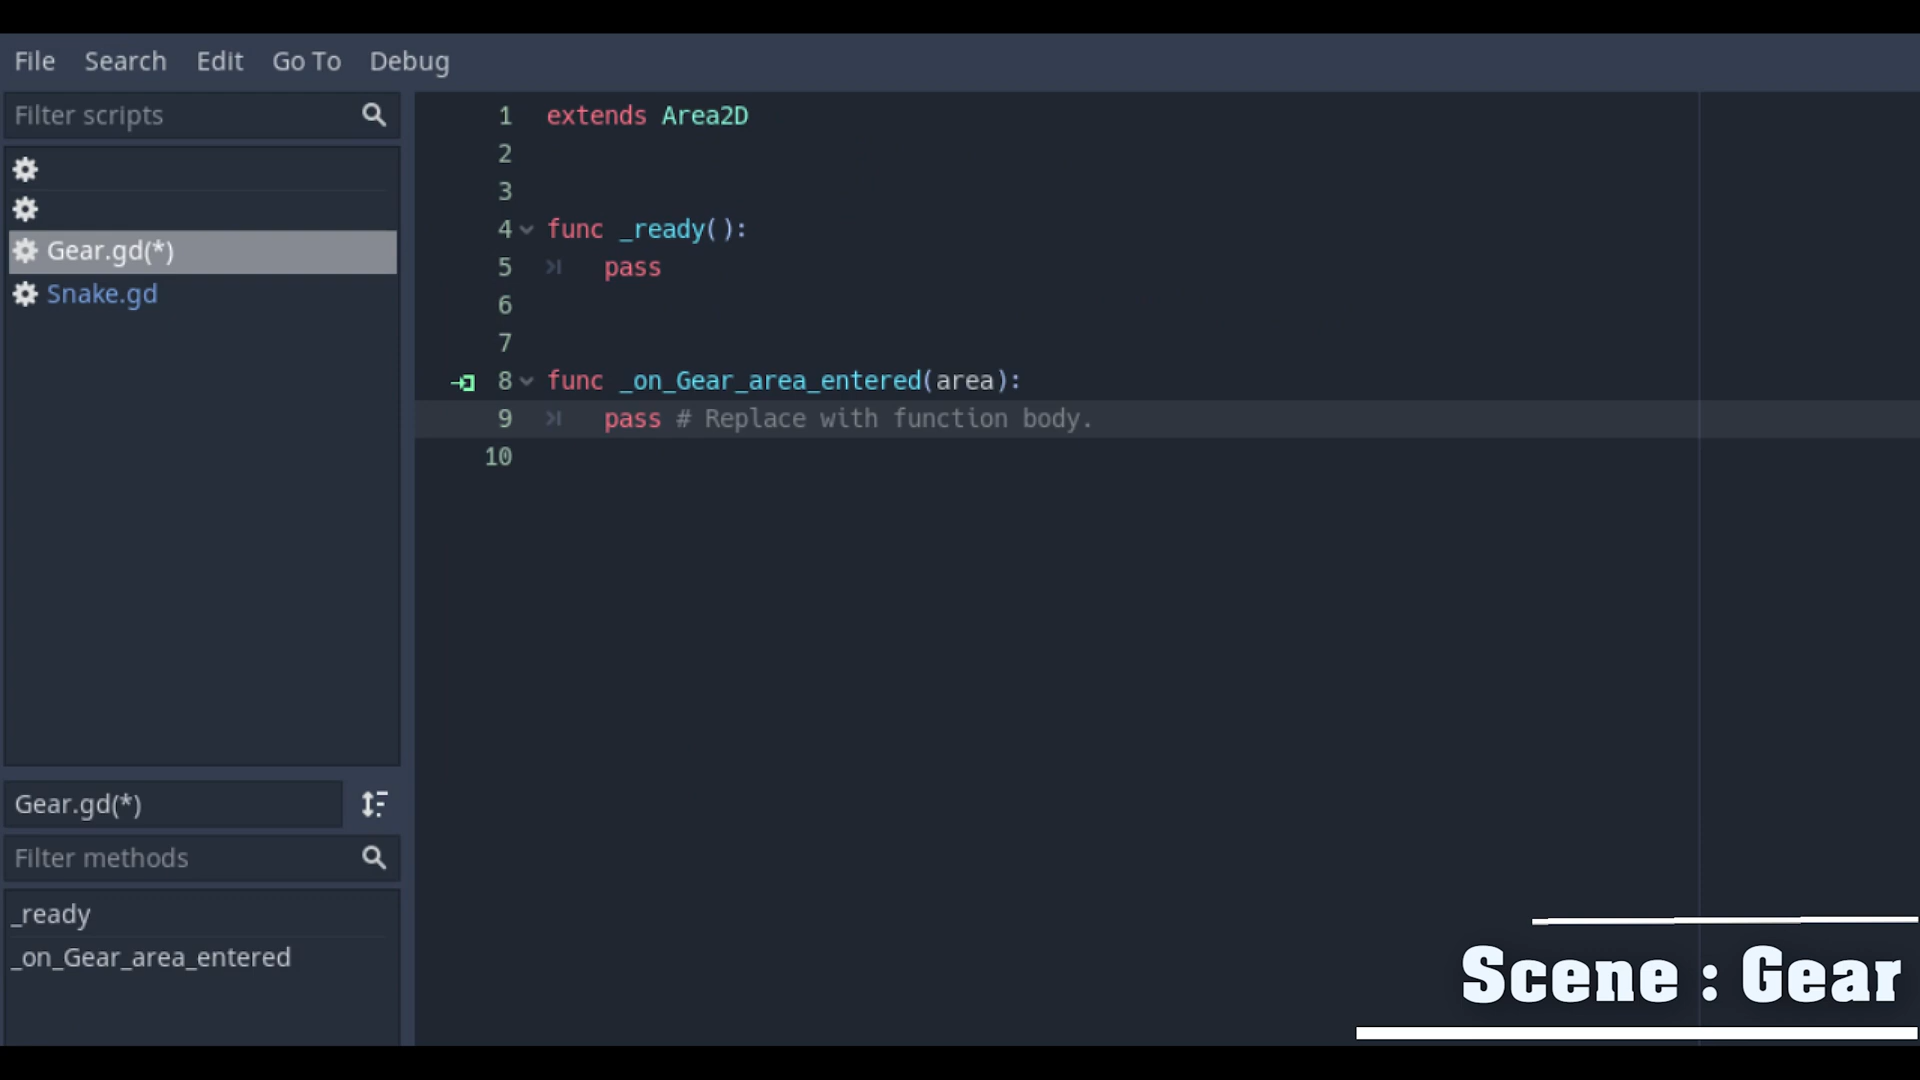 File Search Edit Go To Debug
Filter scripts
Gear.gd(*)
Snake.gd
Gear.gd(*)
Filter methods
_ready
_on_Gear_area_entered
1 extends Area2D
2
3
4 func _ready():
5 pass
6
7
8 func _on_Gear_area_entered(area):
9 pass # Replace with function body.
10
Scene : Gear